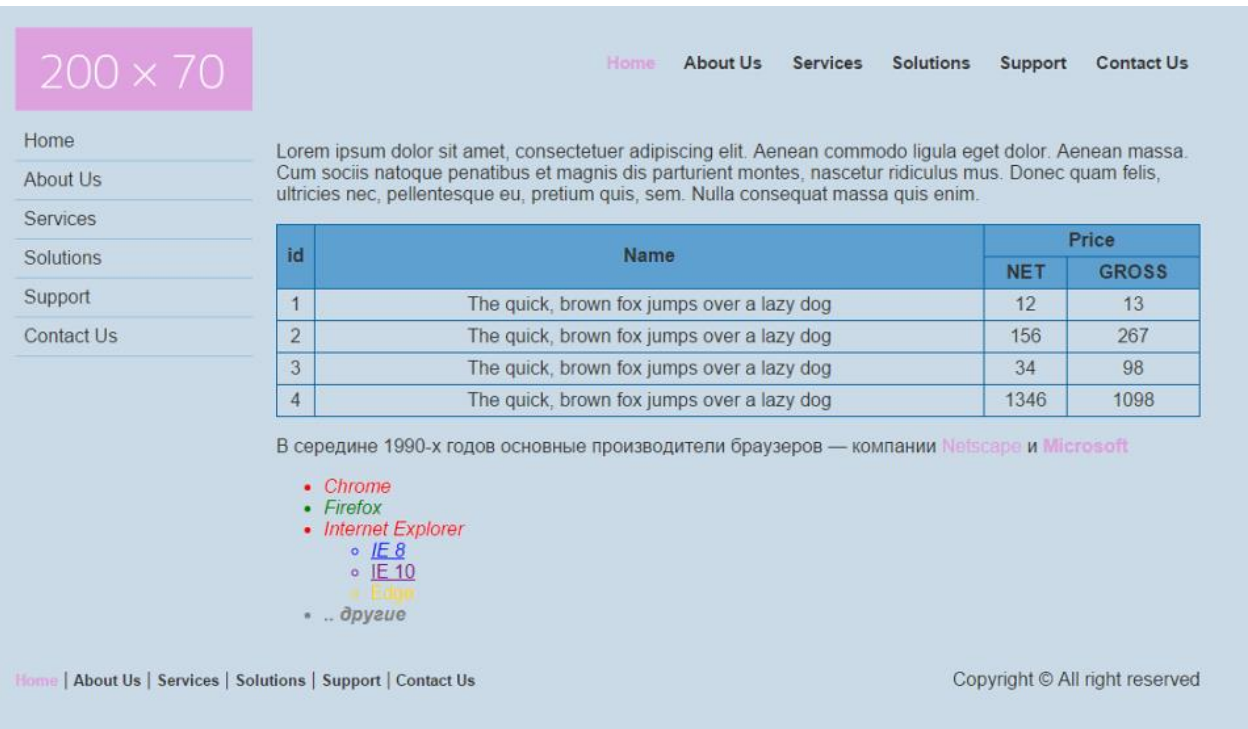 200 × 70
Home About Us Services Solutions Support Contact Us
Home
About Us
Services
Solutions
Support
Contact Us
Lorem ipsum dolor sit amet, consectetuer adipiscing elit. Aenean commodo ligula eget dolor. Aenean massa.
Cum sociis natoque penatibus et magnis dis parturient montes, nascetur ridiculus mus. Donec quam felis,
ultricies nec, pellentesque eu, pretium quis, sem. Nulla consequat massa quis enim.
id Name Price
NET GROSS
1 The quick, brown fox jumps over a lazy dog 12 13
2 The quick, brown fox jumps over a lazy dog 156 267
3 The quick, brown fox jumps over a lazy dog 34 98
4 The quick, brown fox jumps over a lazy dog 1346 1098
В середине 1990-х годов основные производители браузеров — компании Netscape и Microsoft
Chrome
Firefox
Internet Explorer
IE 8
IE 10
Edge
.. другие
Home | About Us | Services | Solutions | Support | Contact Us
Copyright © All right reserved